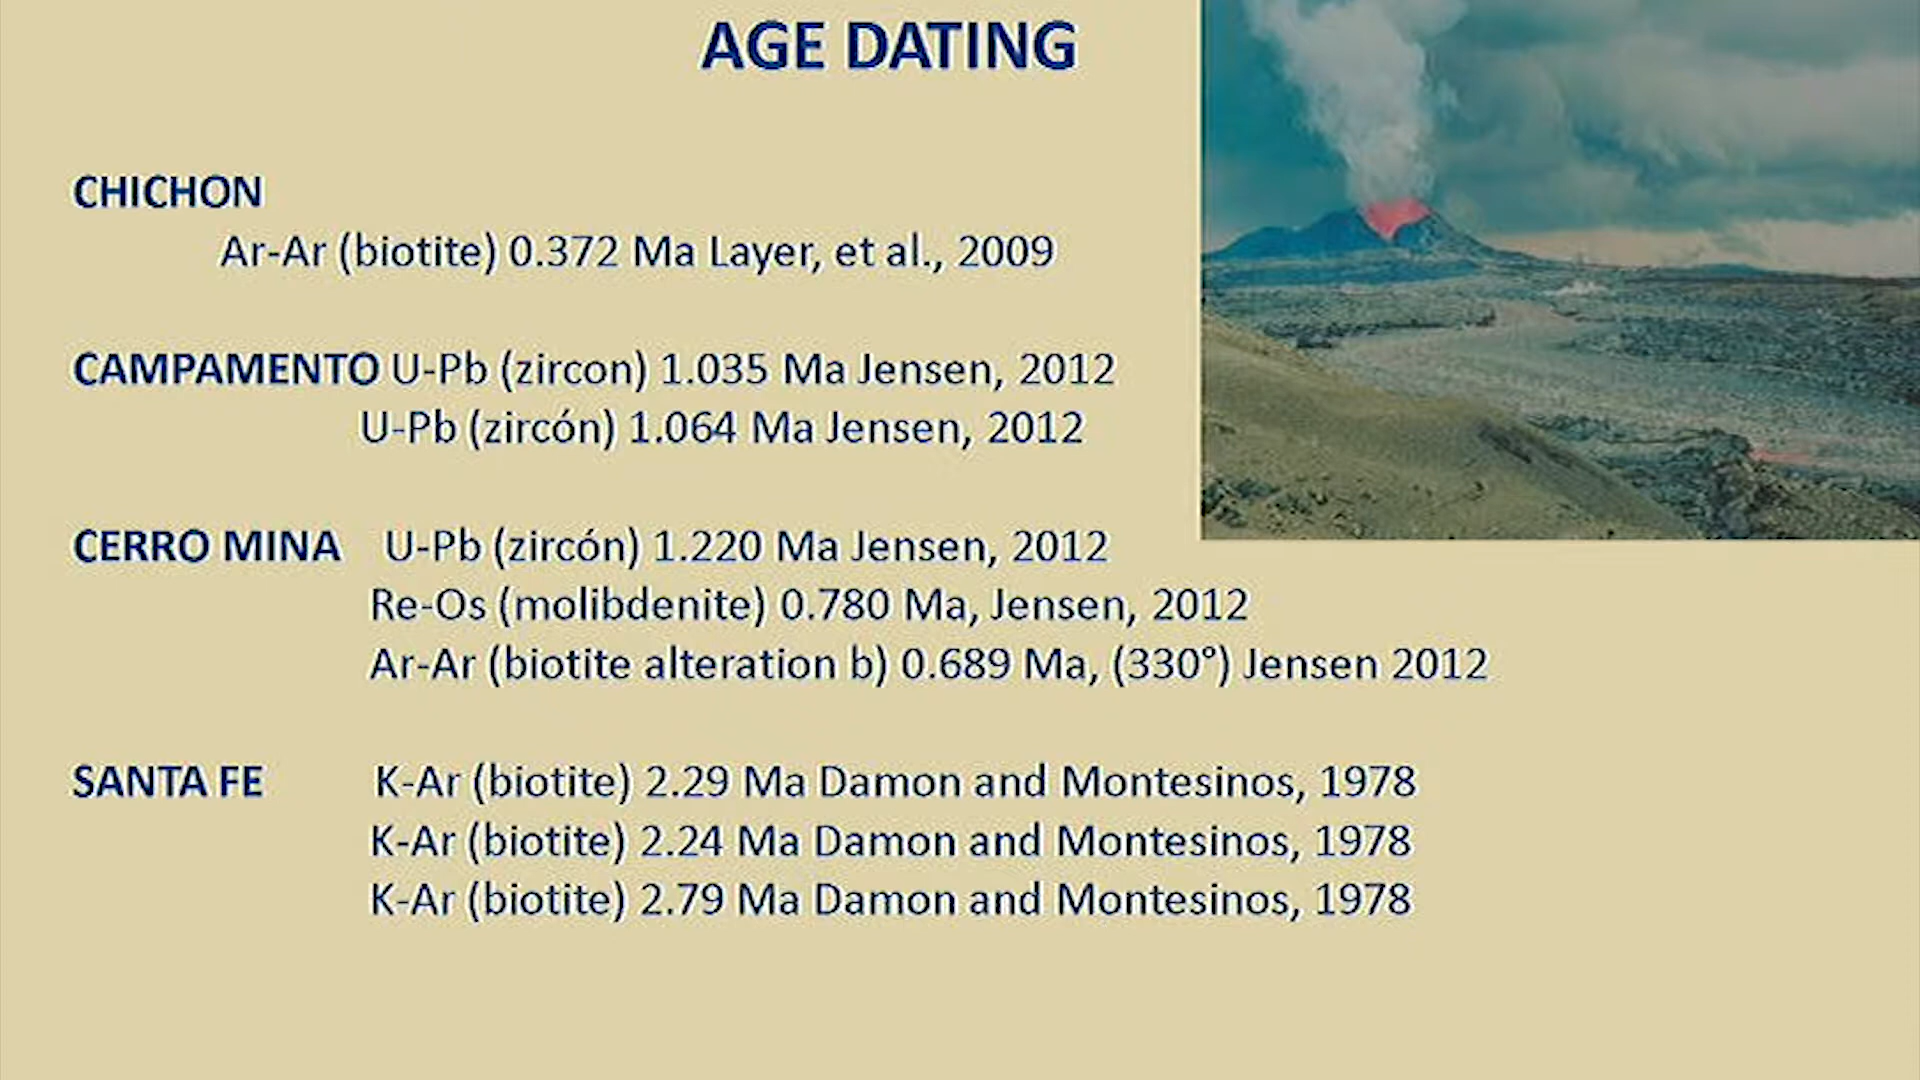 AGE DATING
CHICHON
Ar-Ar (biotite) 0.372 Ma Layer, et al., 2009
CAMPAMENTO U-Pb (zircon) 1.035 Ma Jensen, 2012
U-Pb (zircón) 1.064 Ma Jensen, 2012
CERRO MINA U-Pb (zircón) 1.220 Ma Jensen, 2012
Re-Os (molibdenite) 0.780 Ma, Jensen, 2012
Ar-Ar (biotite alteration b) 0.689 Ma, (330°) Jensen 2012
SANTA FE K-Ar (biotite) 2.29 Ma Damon and Montesinos, 1978
K-Ar (biotite) 2.24 Ma Damon and Montesinos, 1978
K-Ar (biotite) 2.79 Ma Damon and Montesinos, 1978